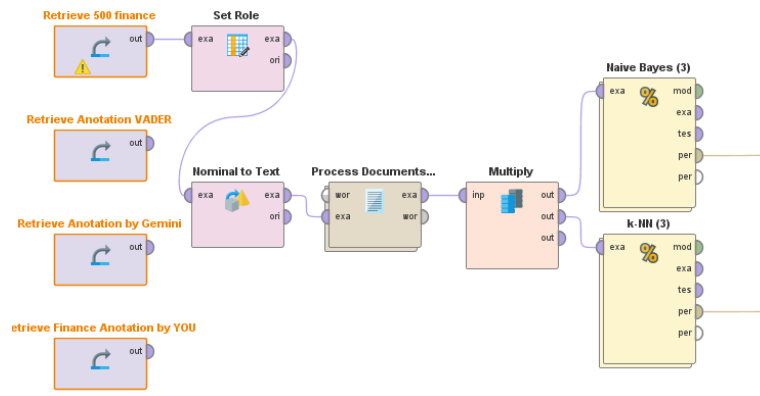 Retrieve 500 finance
out
Set Role
exa
exa
ori
Retrieve Anotation VADER
out
Nominal to Text
exa
exa
ori
Process Documents...
wor
exa
exa
wor
Multiply
inp
out
out
out
Naive Bayes (3)
exa
mod
exa
tes
per
per
Retrieve Anotation by Gemini
out
k-NN (3)
exa
mod
exa
tes
per
per
etrieve Finance Anotation by YOU
out